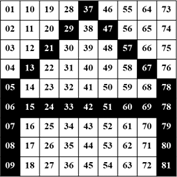 01 10 19 28 37 46 55 64 73
02 11 20 29 38 47 56 65 74
03 12 21 30 39 48 57 66 75
04 13 22 31 40 49 58 67 76
05 14 23 32 41 50 59 68 78
06 15 24 33 42 51 60 69 78
07 16 25 34 43 52 61 70 79
08 17 26 35 44 53 62 71 80
09 18 27 36 45 54 63 72 81